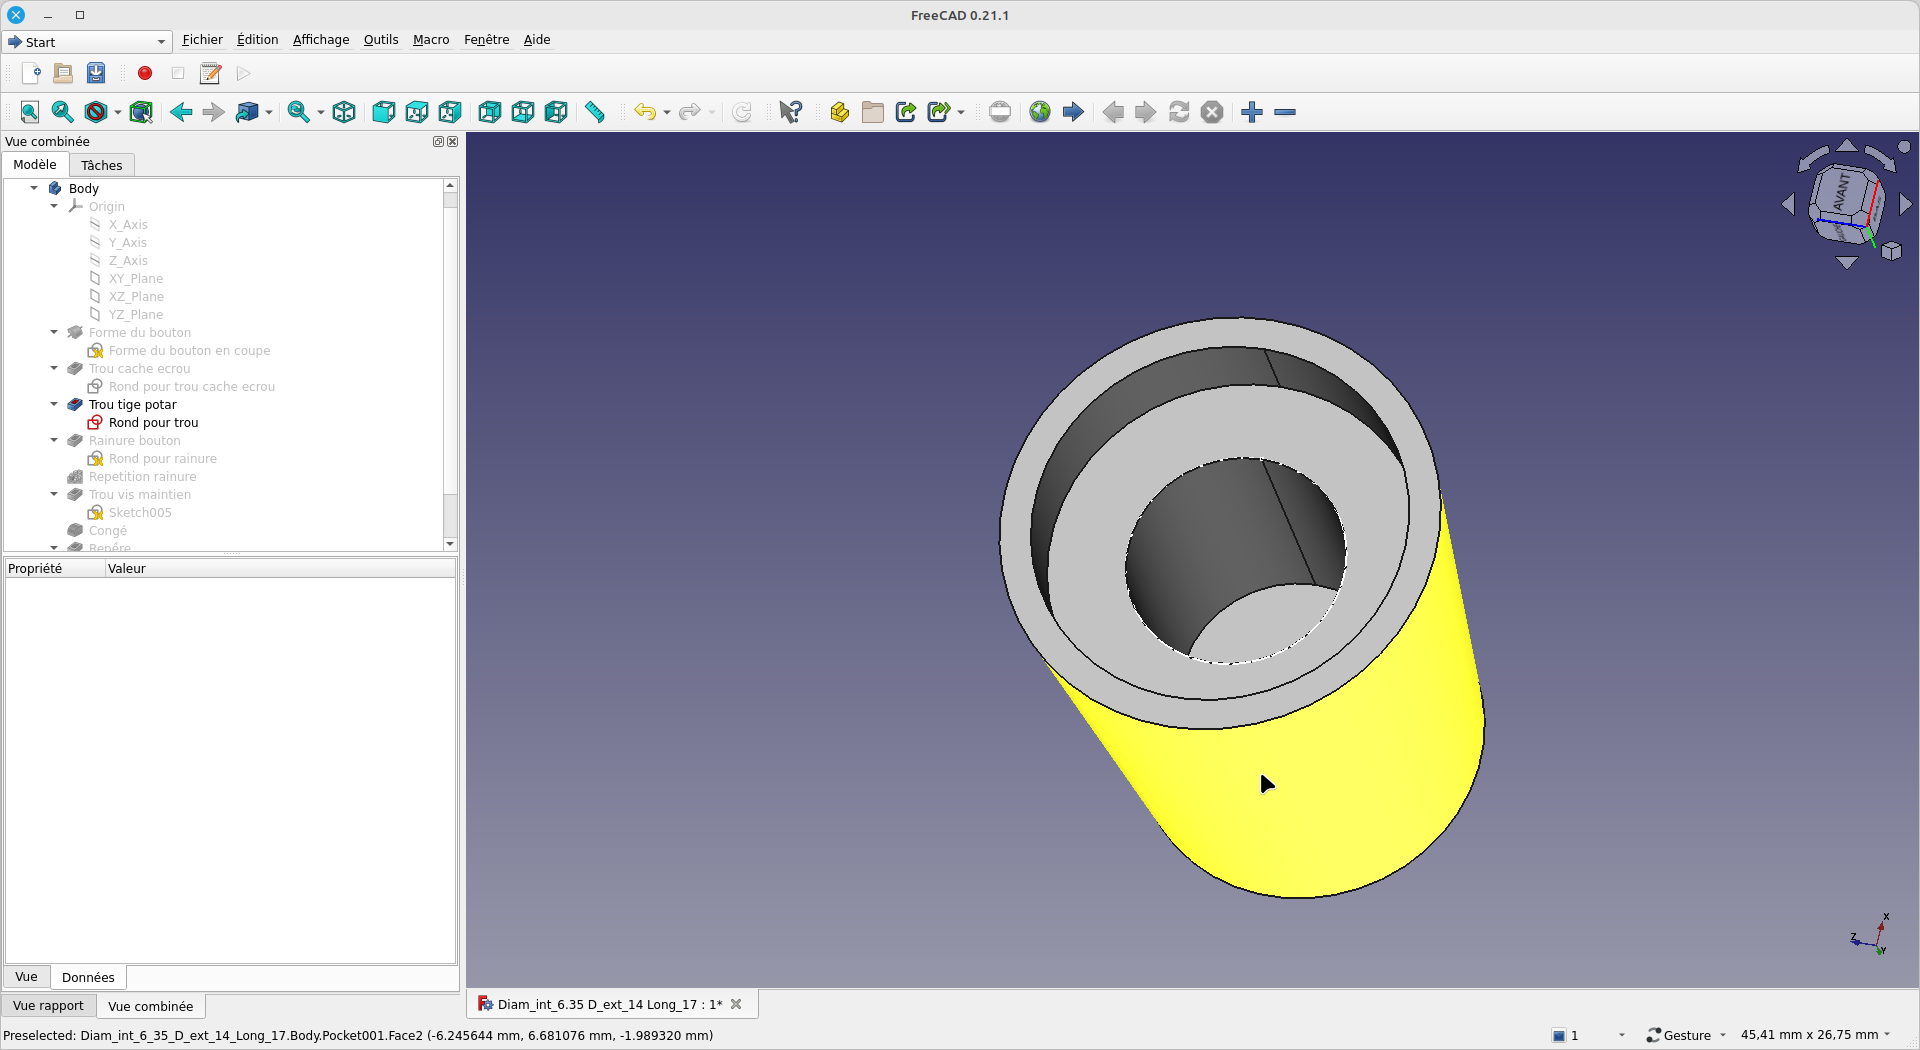 FreeCAD 0.21.1
Start
Fichier Édition Affichage Outils Macro Fenêtre Aide
Vue combinée
Modèle Tâches
Body
Origin
X_Axis
Y_Axis
Z_Axis
XY_Plane
XZ_Plane
YZ_Plane
Forme du bouton
Forme du bouton en coupe
Trou cache ecrou
Rond pour trou cache ecrou
Trou tige potar
Rond pour trou
Rainure bouton
Rond pour rainure
Repetition rainure
Trou vis maintien
Sketch005
Congé
Repêre
Propriété Valeur
Vue Données
Vue rapport Vue combinée
AVANT
X
Z
Y
Diam_int_6.35 D_ext_14 Long_17 : 1*
Preselected: Diam_int_6_35_D_ext_14_Long_17.Body.Pocket001.Face2 (-6.245644 mm, 6.681076 mm, -1.989320 mm)
1 Gesture 45,41 mm x 26,75 mm